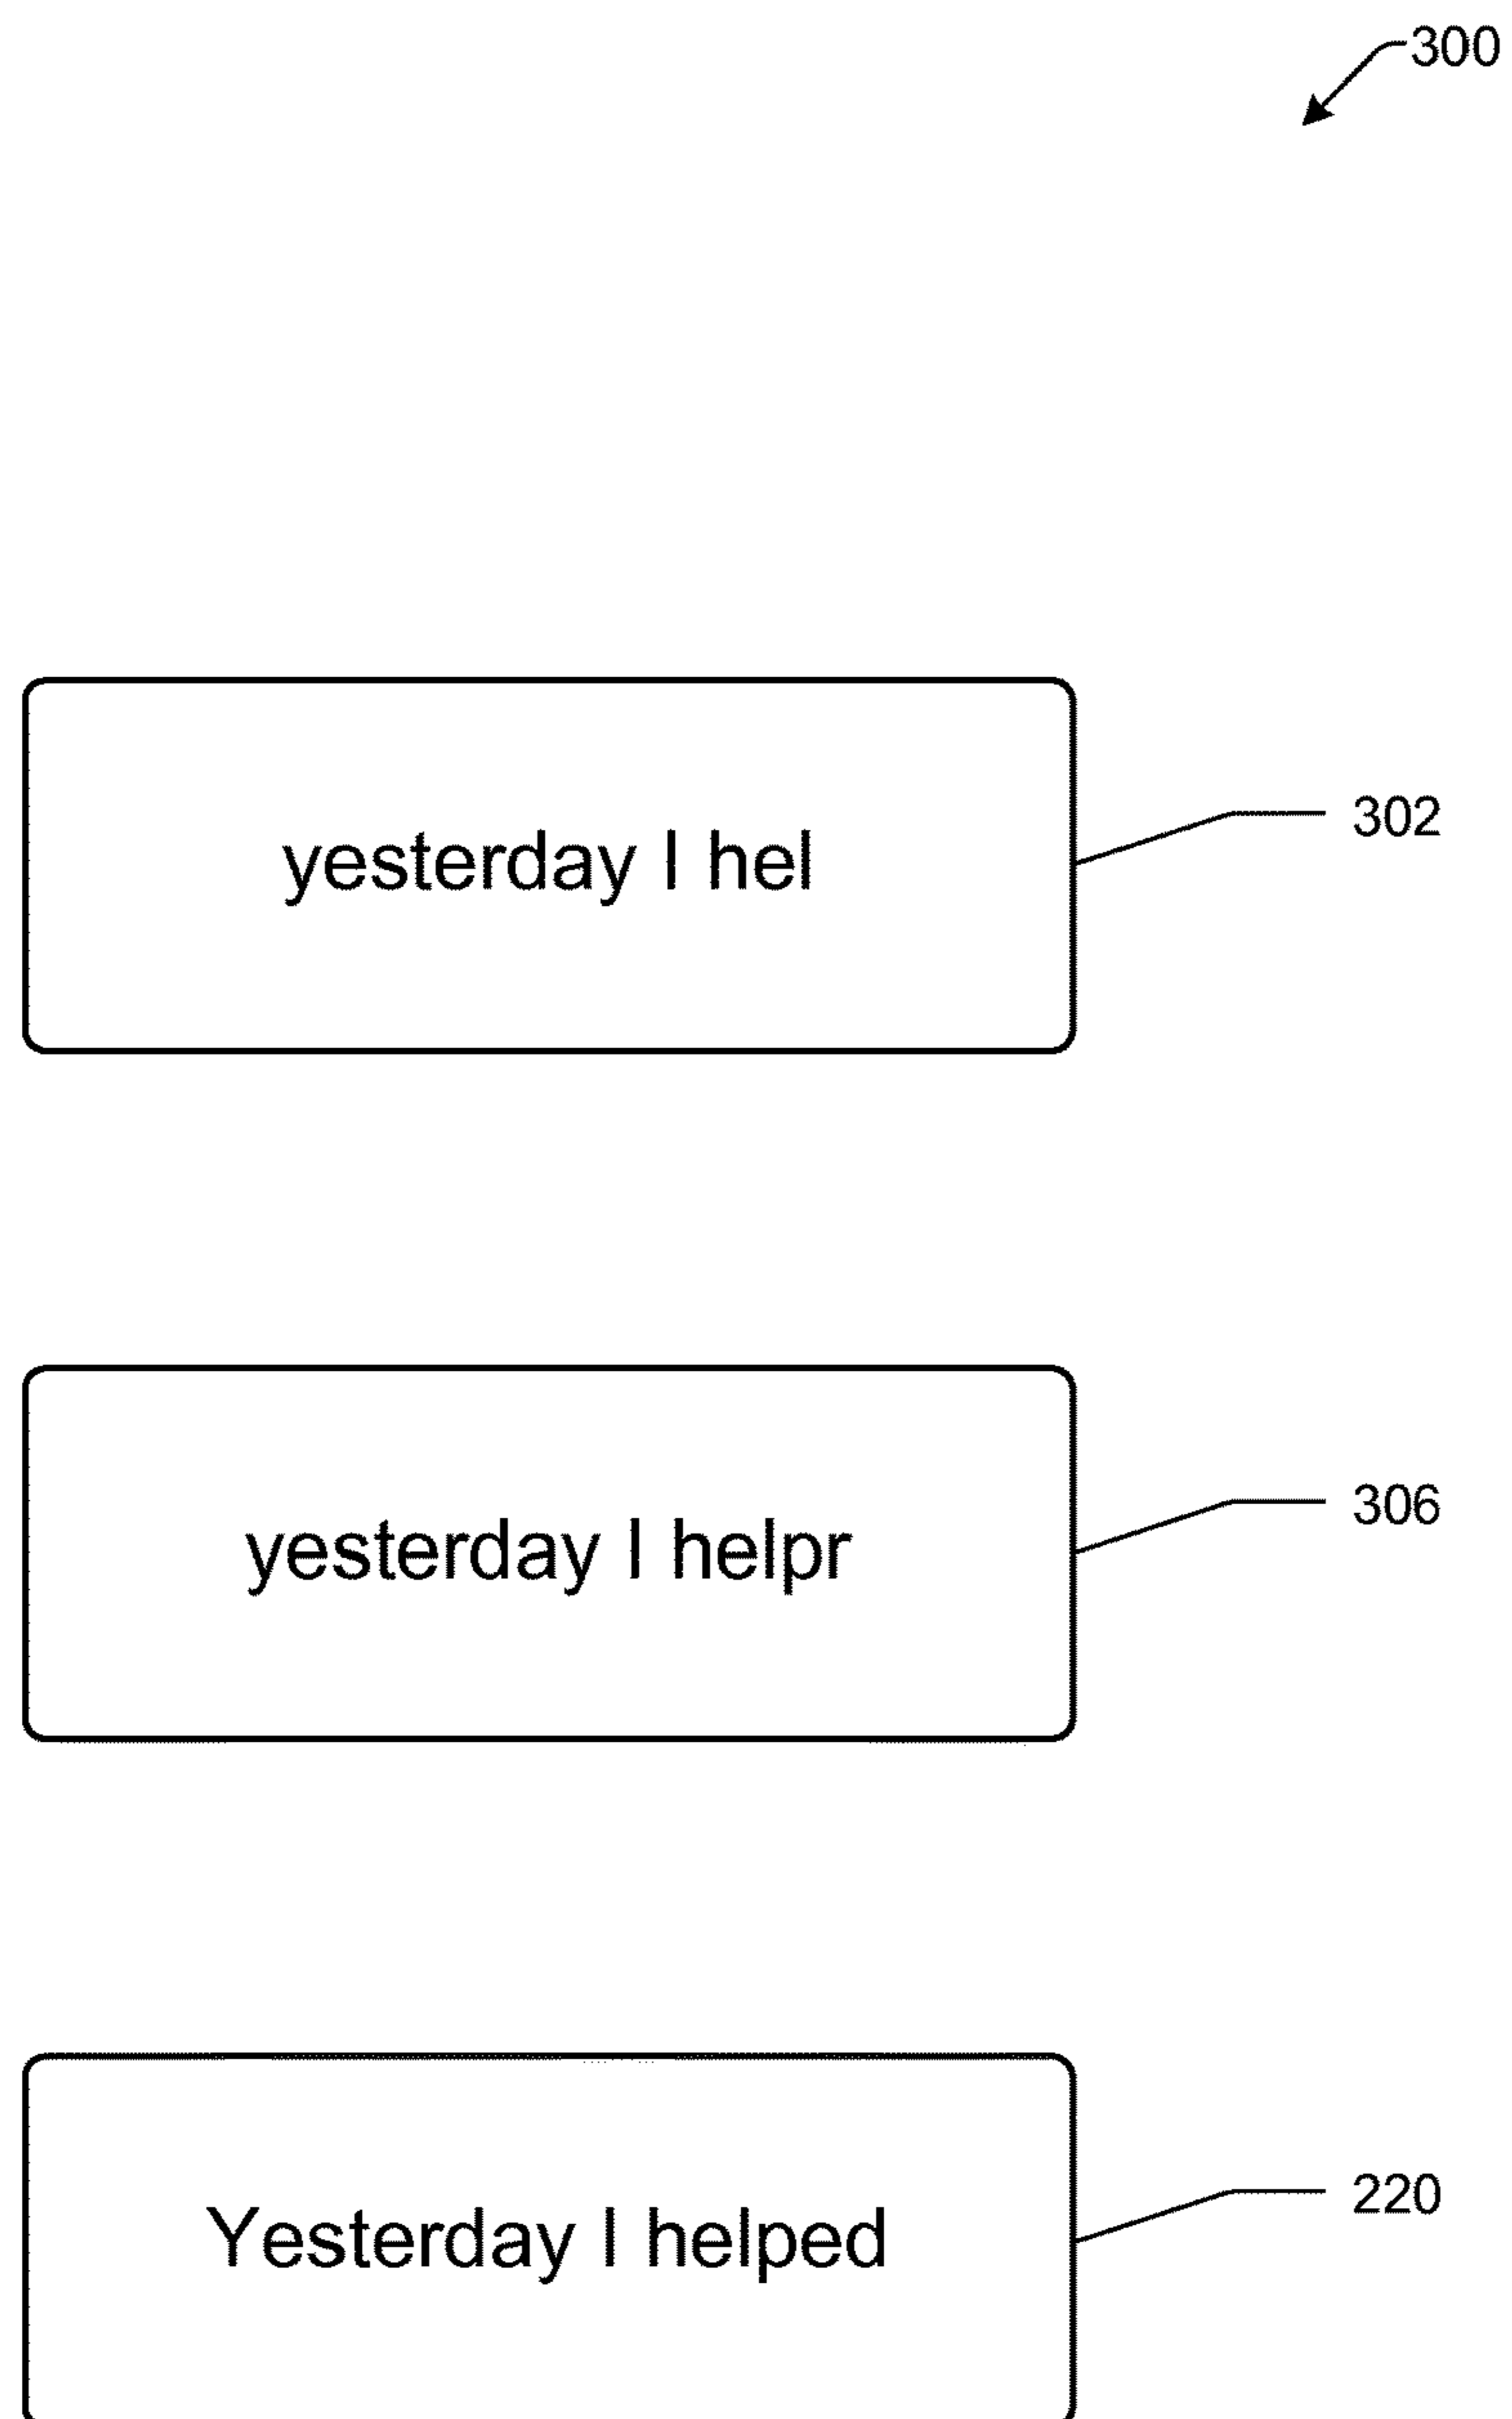 300
yesterday I hel
302
yesterday I helpr
306
Yesterday I helped
220